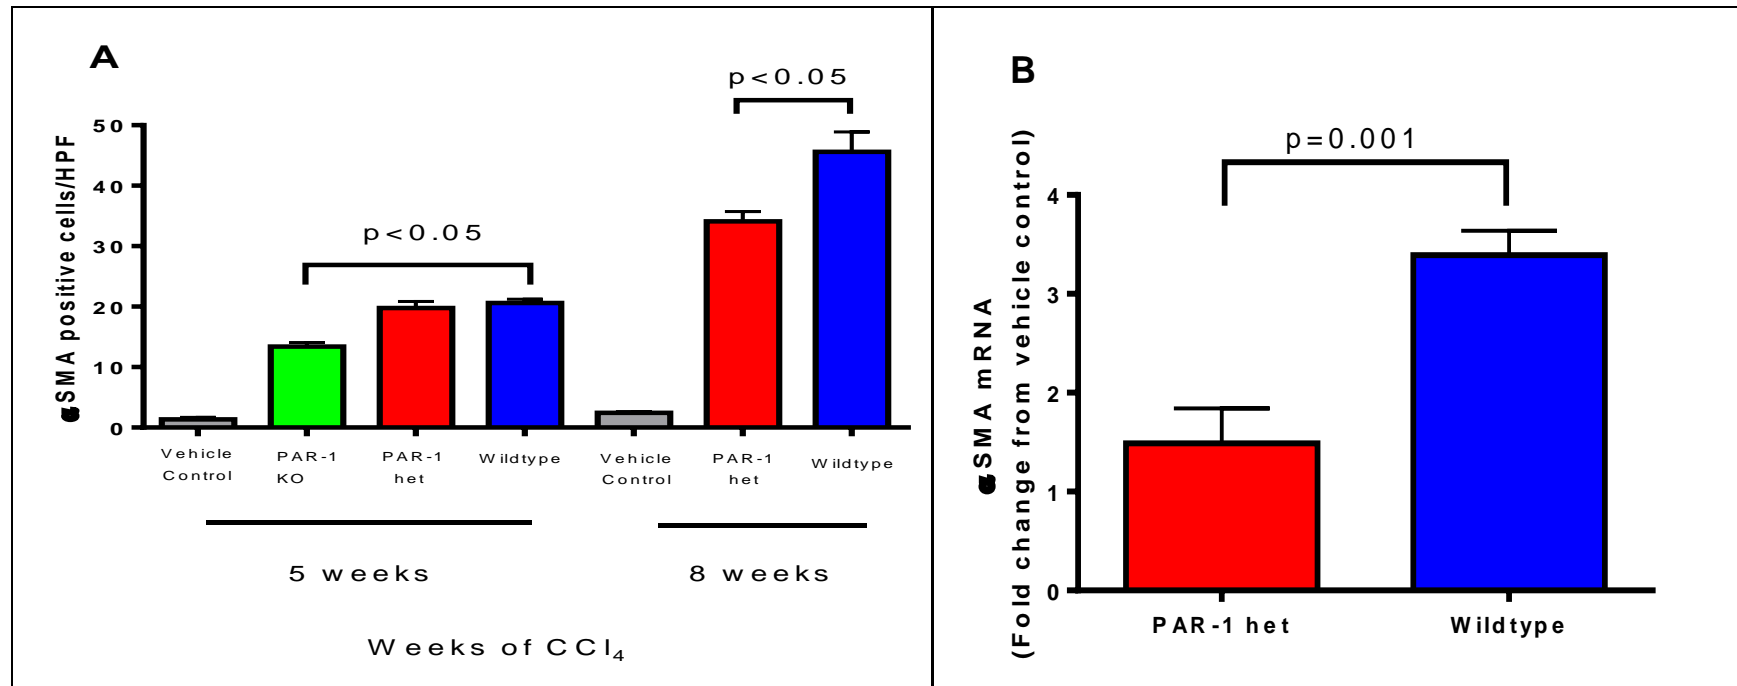 A
p<0.05
p<0.05
αSMA positive cells/HPF
50
40
30
20
10
0
Vehicle Control
PAR-1 KO
PAR-1 het
Wildtype
Vehicle Control
PAR-1 het
Wildtype
5 weeks
8 weeks
Weeks of CCl₄
B
p=0.001
αSMA mRNA
(Fold change from vehicle control)
4
3
2
1
0
PAR-1 het
Wildtype